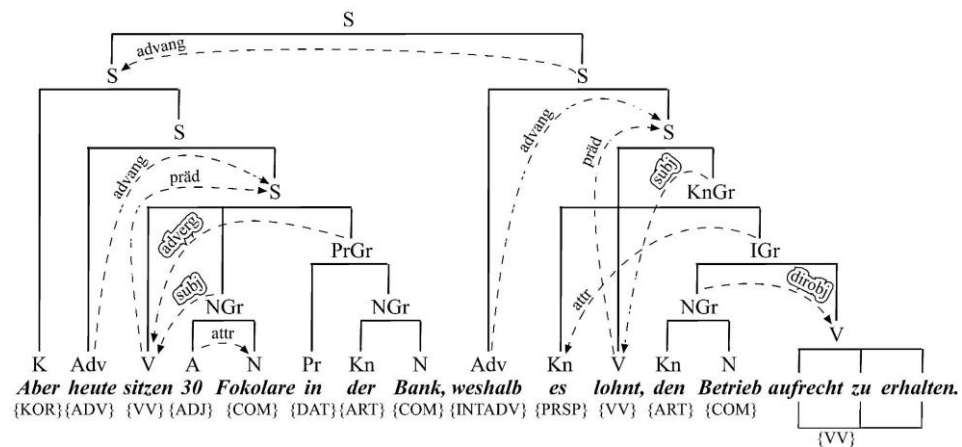 S
advang
S S
S advang S
advang präd S präd subj KnGr
adverg PrGr IGr
subj NGr NGr attr NGr dirobj V
attr
K Adv V A N Pr Kn N Adv Kn V Kn N
Aber heute sitzen 30 Fokolare in der Bank, weshalb es lohnt, den Betrieb aufrecht zu erhalten.
{KOR} {ADV} {VV} {ADJ} {COM} {DAT} {ART} {COM} {INTADV} {PRSP} {VV} {ART} {COM}
{VV}